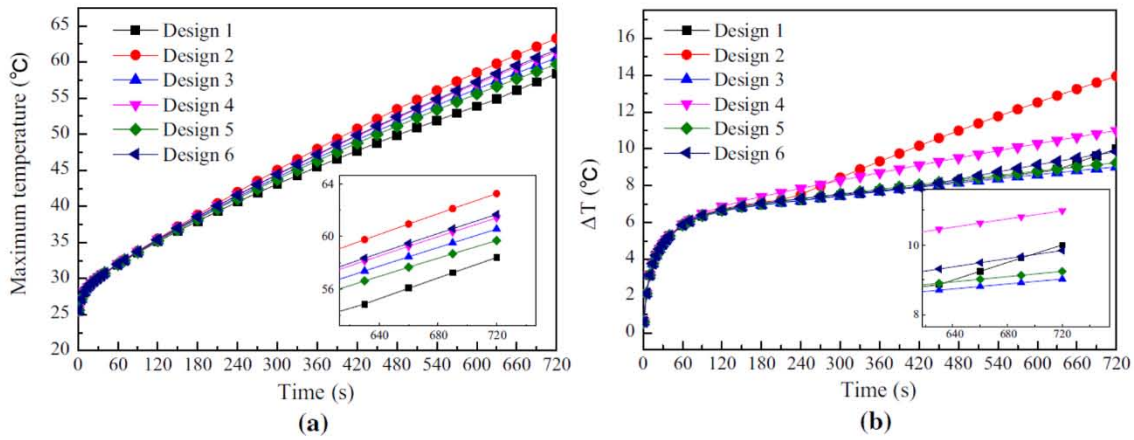 65
60
55
50
45
40
35
30
25
20
Maximum temperature (℃)
Design 1
Design 2
Design 3
Design 4
Design 5
Design 6
64
60
56
640
680
720
0 60 120 180 240 300 360 420 480 540 600 660 720
Time (s)
(a)
16
14
12
10
8
6
4
2
0
ΔT (℃)
Design 1
Design 2
Design 3
Design 4
Design 5
Design 6
10
8
640
680
720
0 60 120 180 240 300 360 420 480 540 600 660 720
Time (s)
(b)